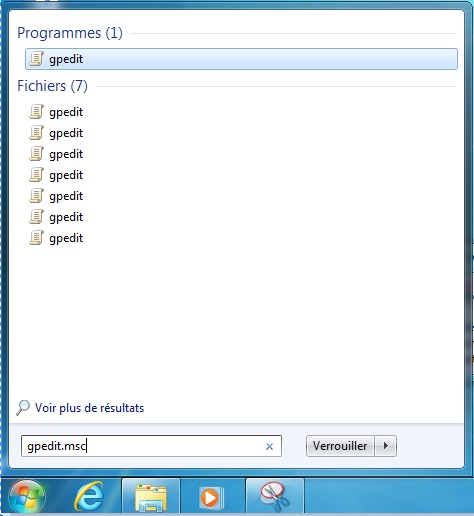 Programmes (1)
gpedit
Fichiers (7)
gpedit
gpedit
gpedit
gpedit
gpedit
gpedit
gpedit
Voir plus de résultats
gpedit.msc
Verrouiller